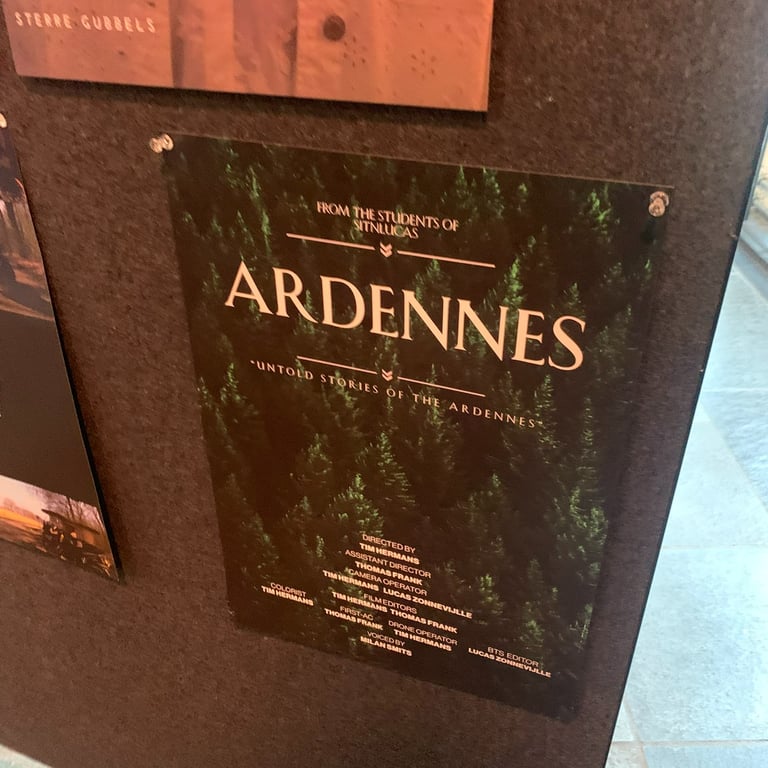 STERRE GUBBELS
FROM THE STUDENTS OF
SITNLUCAS
ARDENNES
"UNTOLD STORIES OF THE ARDENNES"
DIRECTED BY
TIM HERMANS
ASSISTANT DIRECTOR
THOMAS FRANK
CAMERA OPERATOR
TIM HERMANS LUCAS ZONNEVIJLLE
COLORIST
TIM HERMANS
FILM EDITORS
TIM HERMANS THOMAS FRANK
FIRST-AC
THOMAS FRANK
DRONE OPERATOR
TIM HERMANS
BTS EDITOR
LUCAS ZONNEVIJLLE
VOICED BY
MILAN SMITS